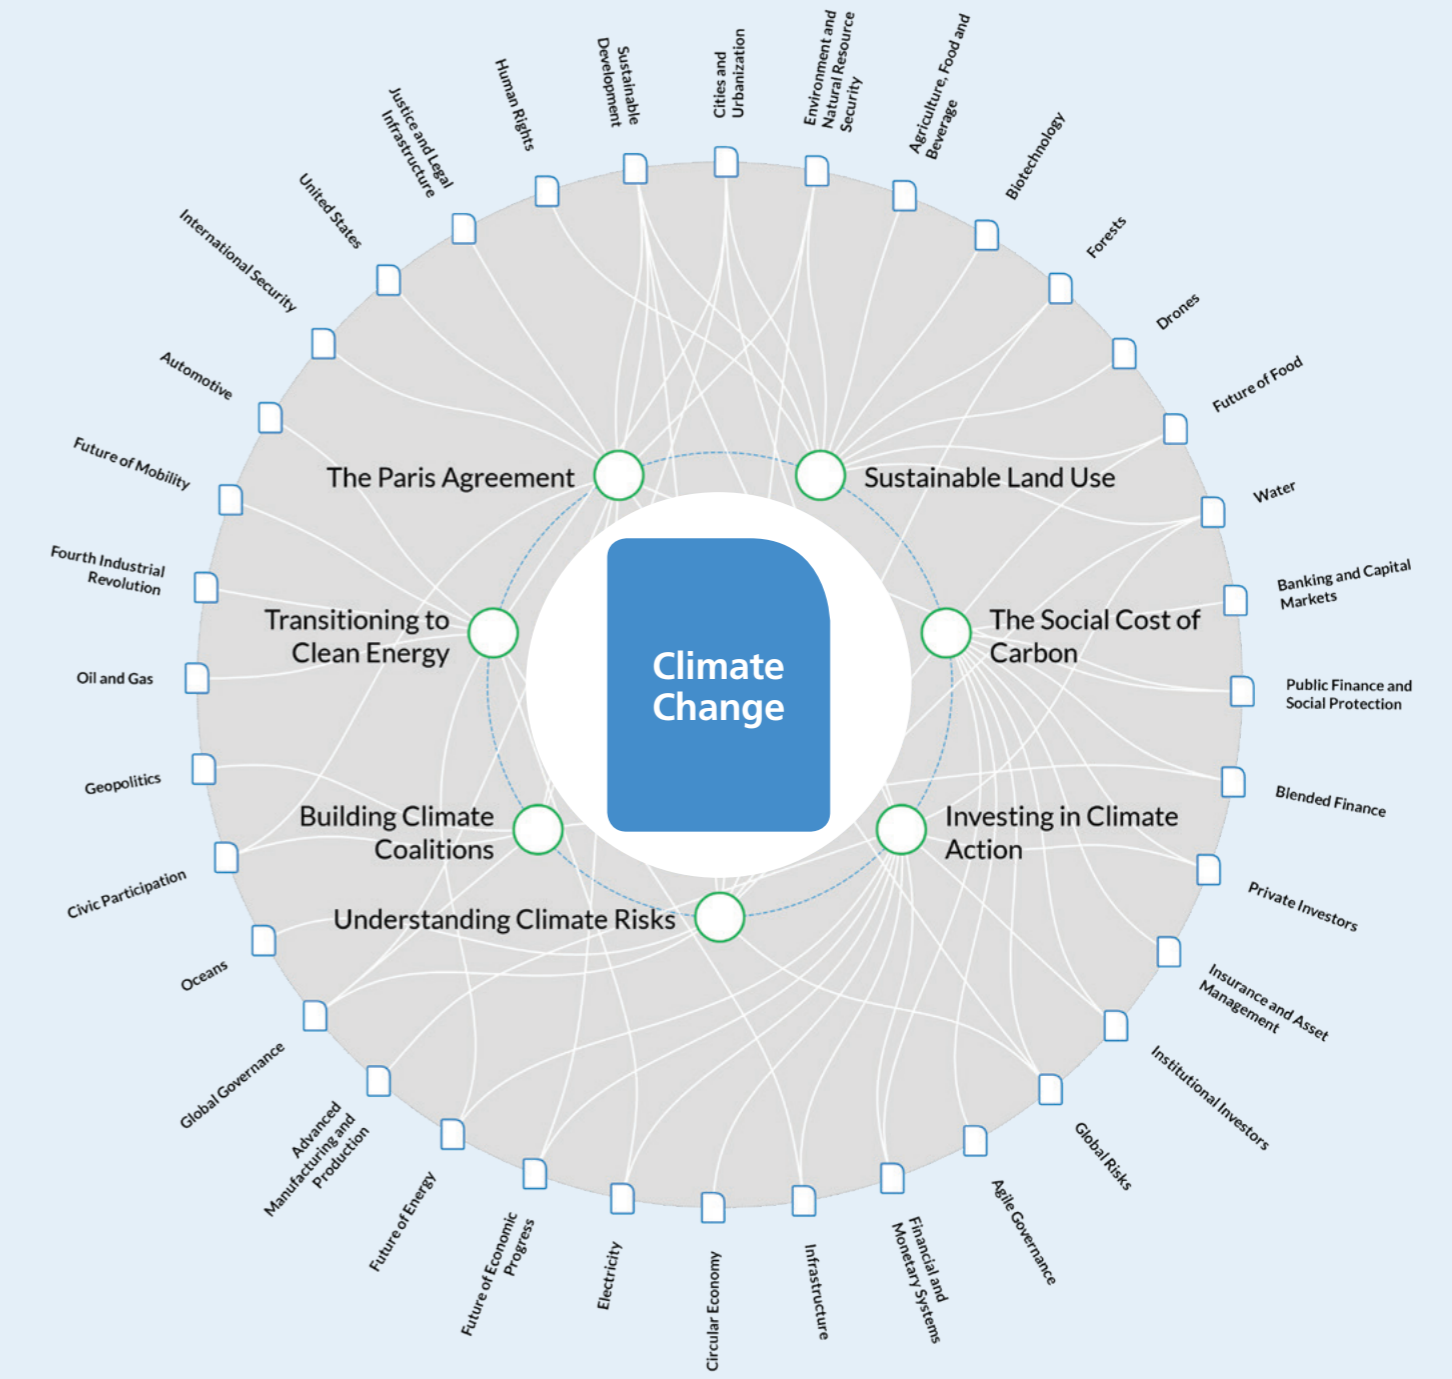 Climate
Change
The Paris Agreement
Sustainable Land Use
The Social Cost of
Carbon
Investing in Climate
Action
Understanding Climate Risks
Building Climate
Coalitions
Transitioning to
Clean Energy
Cities and
Urbanization
Environment and
Natural Resource
Security
Agriculture, Food and
Beverage
Biotechnology
Forests
Drones
Future of Food
Water
Banking and Capital
Markets
Public Finance and
Social Protection
Blended Finance
Private Investors
Insurance and Asset
Management
Institutional Investors
Global Risks
Agile Governance
Financial and
Monetary Systems
Infrastructure
Circular Economy
Electricity
Future of Economic
Progress
Future of Energy
Advanced
Manufacturing and
Production
Global Governance
Oceans
Civic Participation
Geopolitics
Oil and Gas
Fourth Industrial
Revolution
Future of Mobility
Automotive
International Security
United States
Justice and Legal
Infrastructure
Human Rights
Sustainable
Development